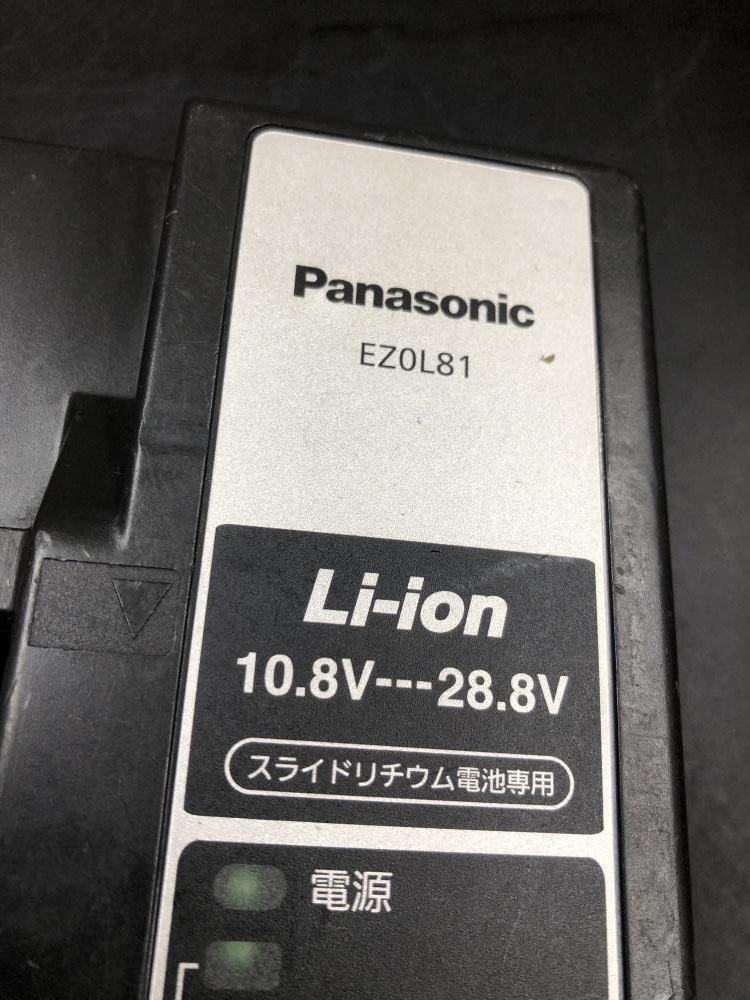 Panasonic
EZ0L81
Li-ion
10.8V---28.8V
スライドリチウム電池専用
電源